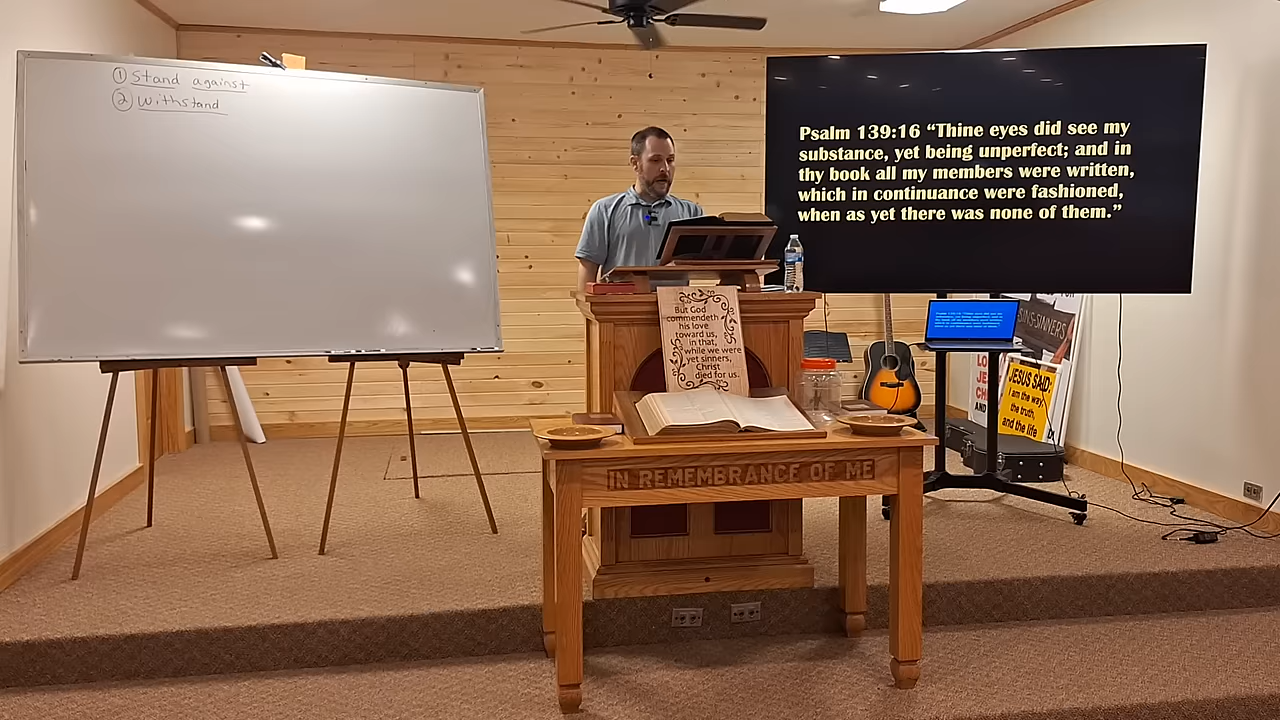 ① Stand against
② Withstand
Psalm 139:16 “Thine eyes did see my
substance, yet being unperfect; and in
thy book all my members were written,
which in continuance were fashioned,
when as yet there was none of them.”
But God
commendeth
his love
toward us
in that,
while we were
yet sinners,
Christ
died for us.
IN REMEMBRANCE OF ME
JESUS SAID:
I am the way,
the truth,
and the life